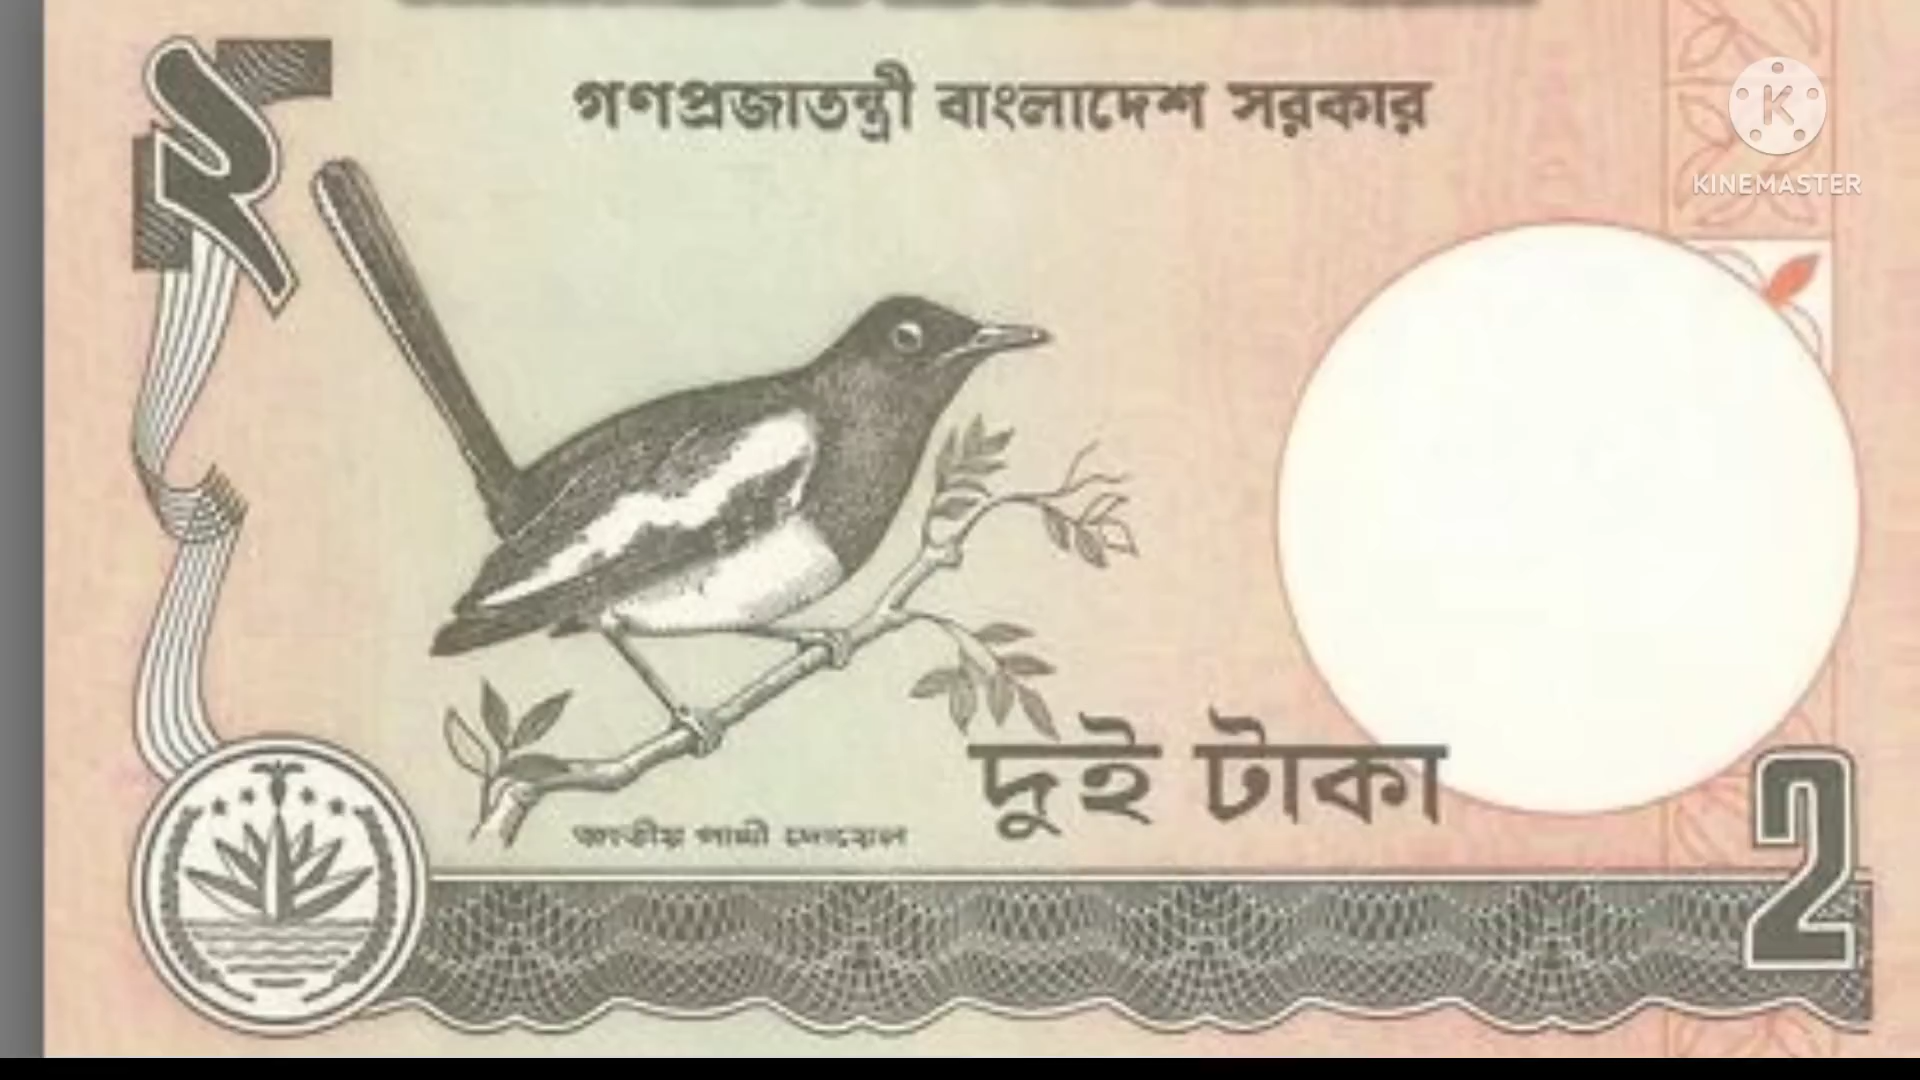 ২
গণপ্রজাতন্ত্রী বাংলাদেশ সরকার
K
KINEMASTER
দুই টাকা
জাতীয় পাখী দোয়েল
2